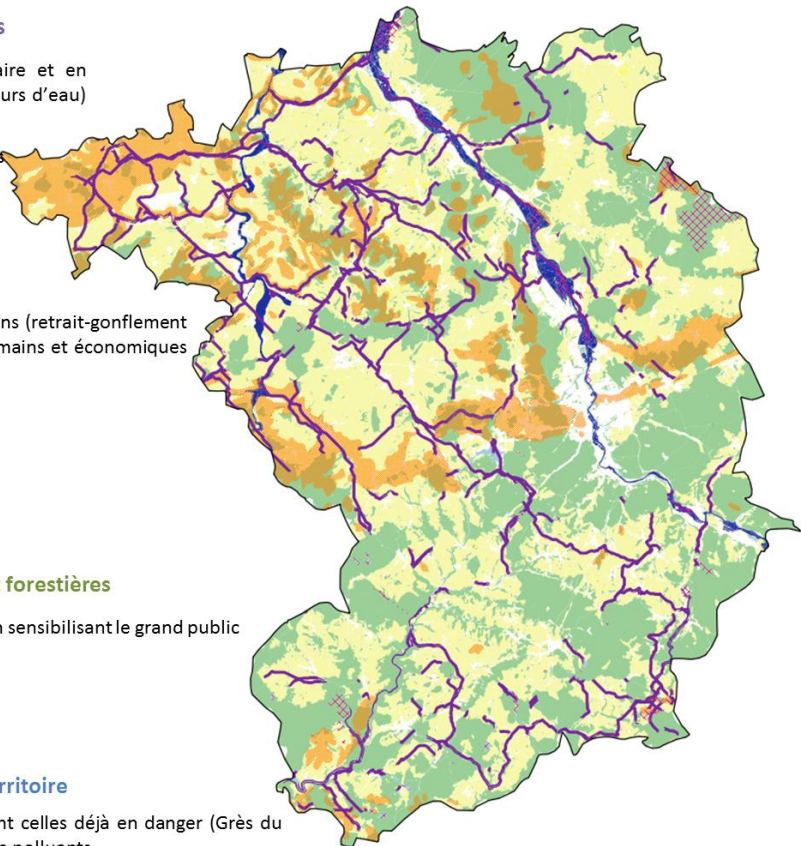 s
aire et en
urs d'eau)
ns (retrait-gonflement
mains et économiques
forestières
n sensibilisant le grand public
rritoire
nt celles déjà en danger (Grès du